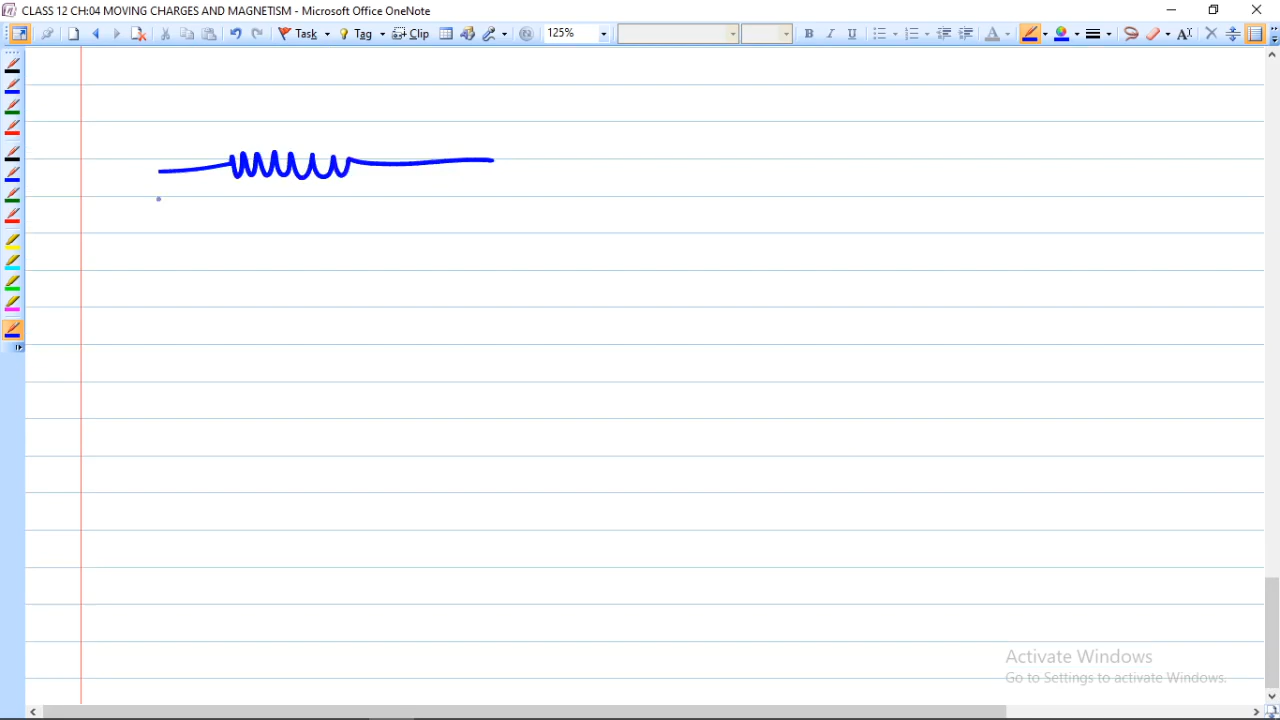 CLASS 12 CH:04 MOVING CHARGES AND MAGNETISM - Microsoft Office OneNote
Task Tag Clip 125% B I U A
Activate Windows
Go to Settings to activate Windows.